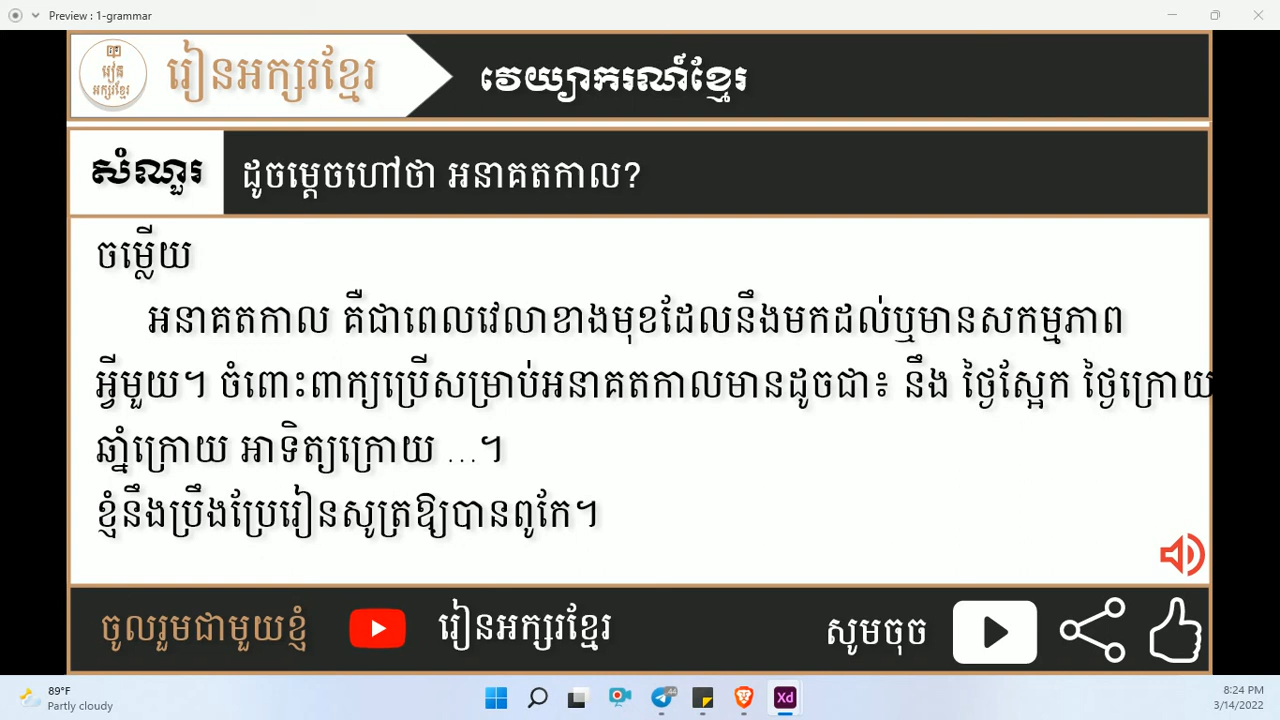 Preview : 1-grammar
រៀន
អក្សរខ្មែរ
រៀនអក្សរខ្មែរ
វេយ្យាករណ៍ខ្មែរ
សំណួរ
ដូចម្ដេចហៅថា អនាគតកាល?
ចម្លើយ
អនាគតកាល គឺជាពេលវេលាខាងមុខដែលនឹងមកដល់ឬមានសកម្មភាព
អ្វីមួយ។ ចំពោះពាក្យប្រើសម្រាប់អនាគតកាលមានដូចជា៖ នឹង ថ្ងៃស្អែក ថ្ងៃក្រោយ
ឆ្នាំក្រោយ អាទិត្យក្រោយ ...។
ខ្ញុំនឹងប្រឹងប្រែរៀនសូត្រឱ្យបានពូកែ។
ចូលរួមជាមួយខ្ញុំ
រៀនអក្សរខ្មែរ
សូមចុច
89°F
Partly cloudy
44
Xd
8:24 PM
3/14/2022